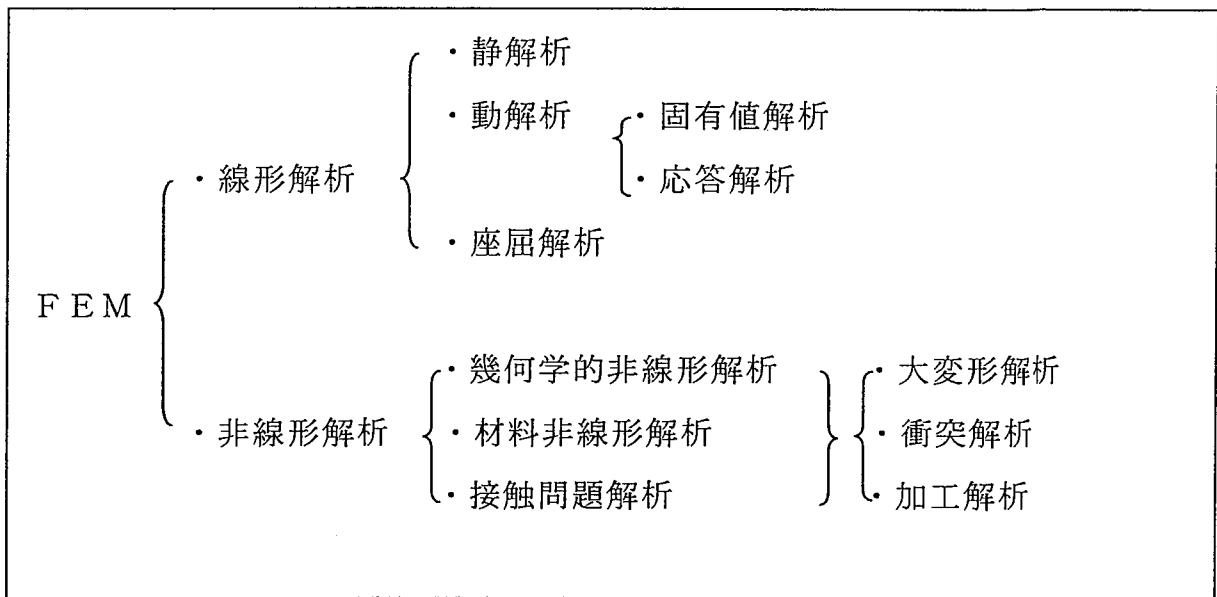 ・静解析
・動解析 ・固有値解析
・線形解析 ・応答解析
・座屈解析
ＦＥＭ
・幾何学的非線形解析 ・大変形解析
・非線形解析 ・材料非線形解析 ・衝突解析
・接触問題解析 ・加工解析